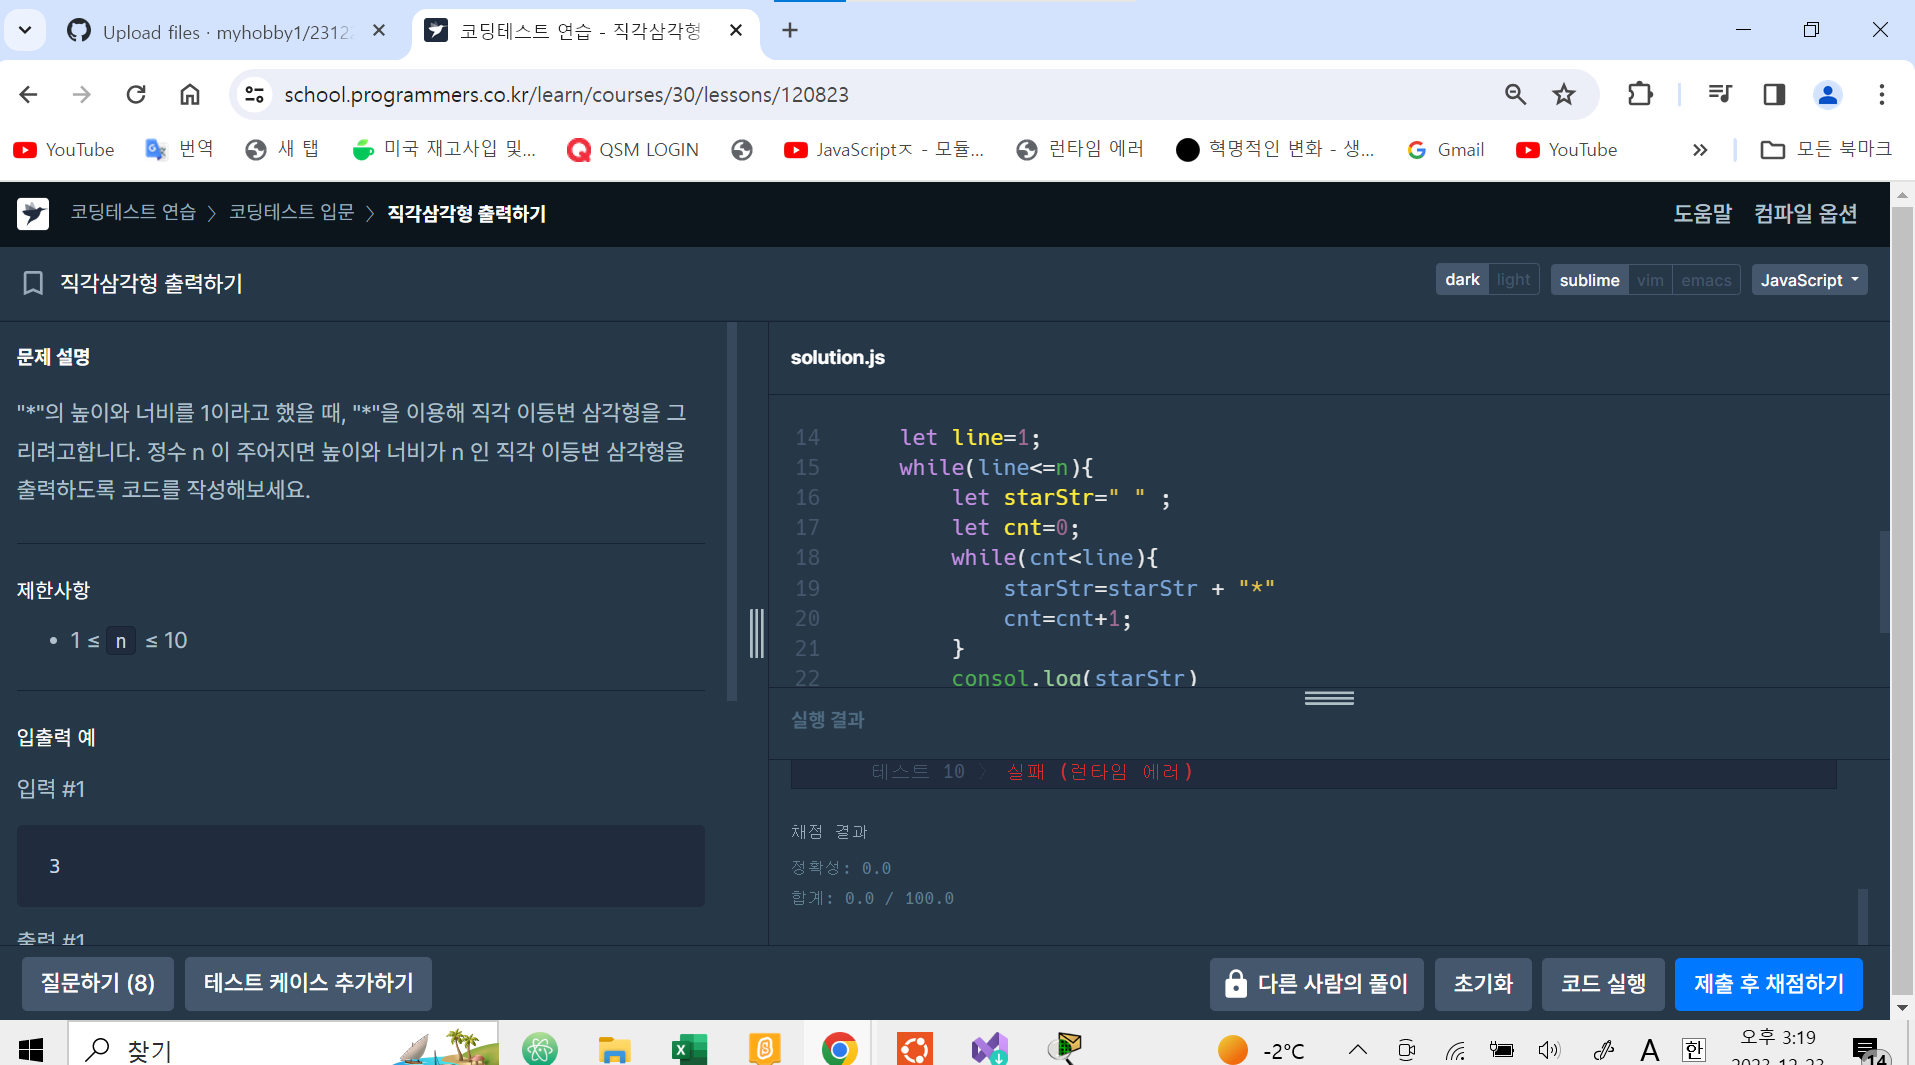 Upload files · myhobby1/2312
코딩테스트 연습 - 직각삼각형
school.programmers.co.kr/learn/courses/30/lessons/120823
YouTube
번역
새 탭
미국 재고사입 및...
QSM LOGIN
JavaScriptㅈ - 모듈...
런타임 에러
혁명적인 변화 - 생...
Gmail
YouTube
모든 북마크
코딩테스트 연습 > 코딩테스트 입문 > 직각삼각형 출력하기
도움말 컴파일 옵션
직각삼각형 출력하기
dark light
sublime vim emacs
JavaScript
문제 설명
"*"의 높이와 너비를 1이라고 했을 때, "*"을 이용해 직각 이등변 삼각형을 그
리려고합니다. 정수 n 이 주어지면 높이와 너비가 n 인 직각 이등변 삼각형을
출력하도록 코드를 작성해보세요.
제한사항
• 1 ≤ n ≤ 10
입출력 예
입력 #1
3
출력 #1
solution.js
14 let line=1;
15 while(line<=n){
16 let starStr=" " ;
17 let cnt=0;
18 while(cnt<line){
19 starStr=starStr + "*"
20 cnt=cnt+1;
21 }
22 consol.log(starStr)
실행 결과
테스트 10 > 실패 (런타임 에러)
채점 결과
정확성: 0.0
합계: 0.0 / 100.0
질문하기 (8)
테스트 케이스 추가하기
다른 사람의 풀이
초기화
코드 실행
제출 후 채점하기
찾기
-2°C
A
한
오후 3:19
2023-12-23
14